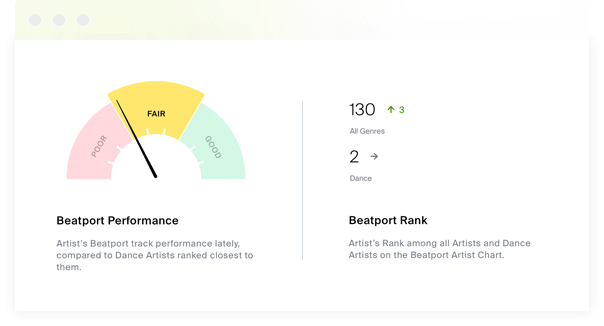 POOR
FAIR
GOOD
Beatport Performance
Artist's Beatport track performance lately,
compared to Dance Artists ranked closest to
them.
130 ↑ 3
All Genres
2 →
Dance
Beatport Rank
Artist's Rank among all Artists and Dance
Artists on the Beatport Artist Chart.